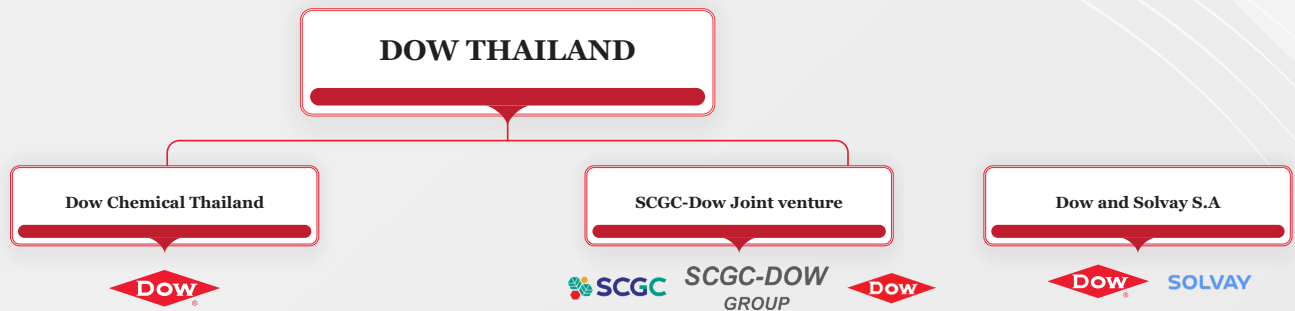 DOW THAILAND
Dow Chemical Thailand
SCGC-Dow Joint venture
Dow and Solvay S.A
DOW®
SCGC
SCGC-DOW
GROUP
DOW
DOW®
SOLVAY